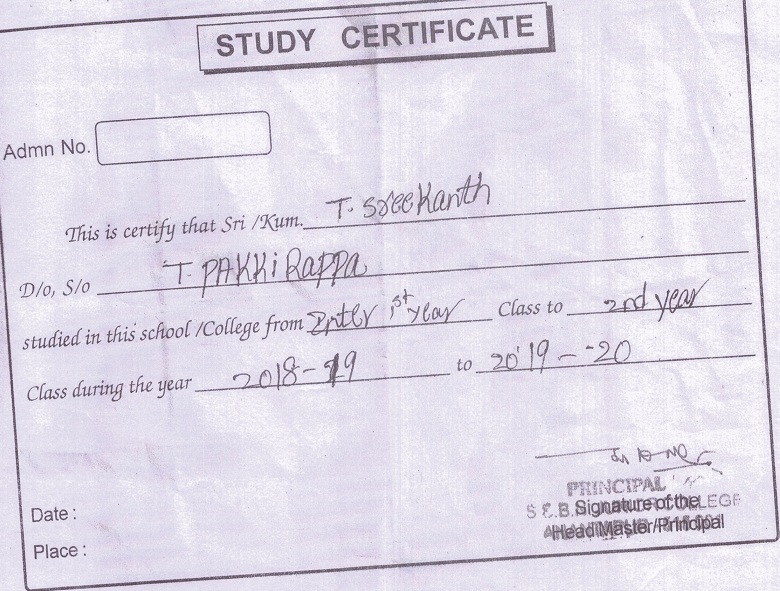 STUDY CERTIFICATE
Admn No.
This is certify that Sri /Kum. T. Sreekanth
D/o, S/o T. PAKKiRappa
studied in this school /College from Inter 1st year Class to 2nd year
Class during the year 2018-19 to 2019-20
PRINCIPAL
Signature of the
Head Master/Principal
Date :
Place :